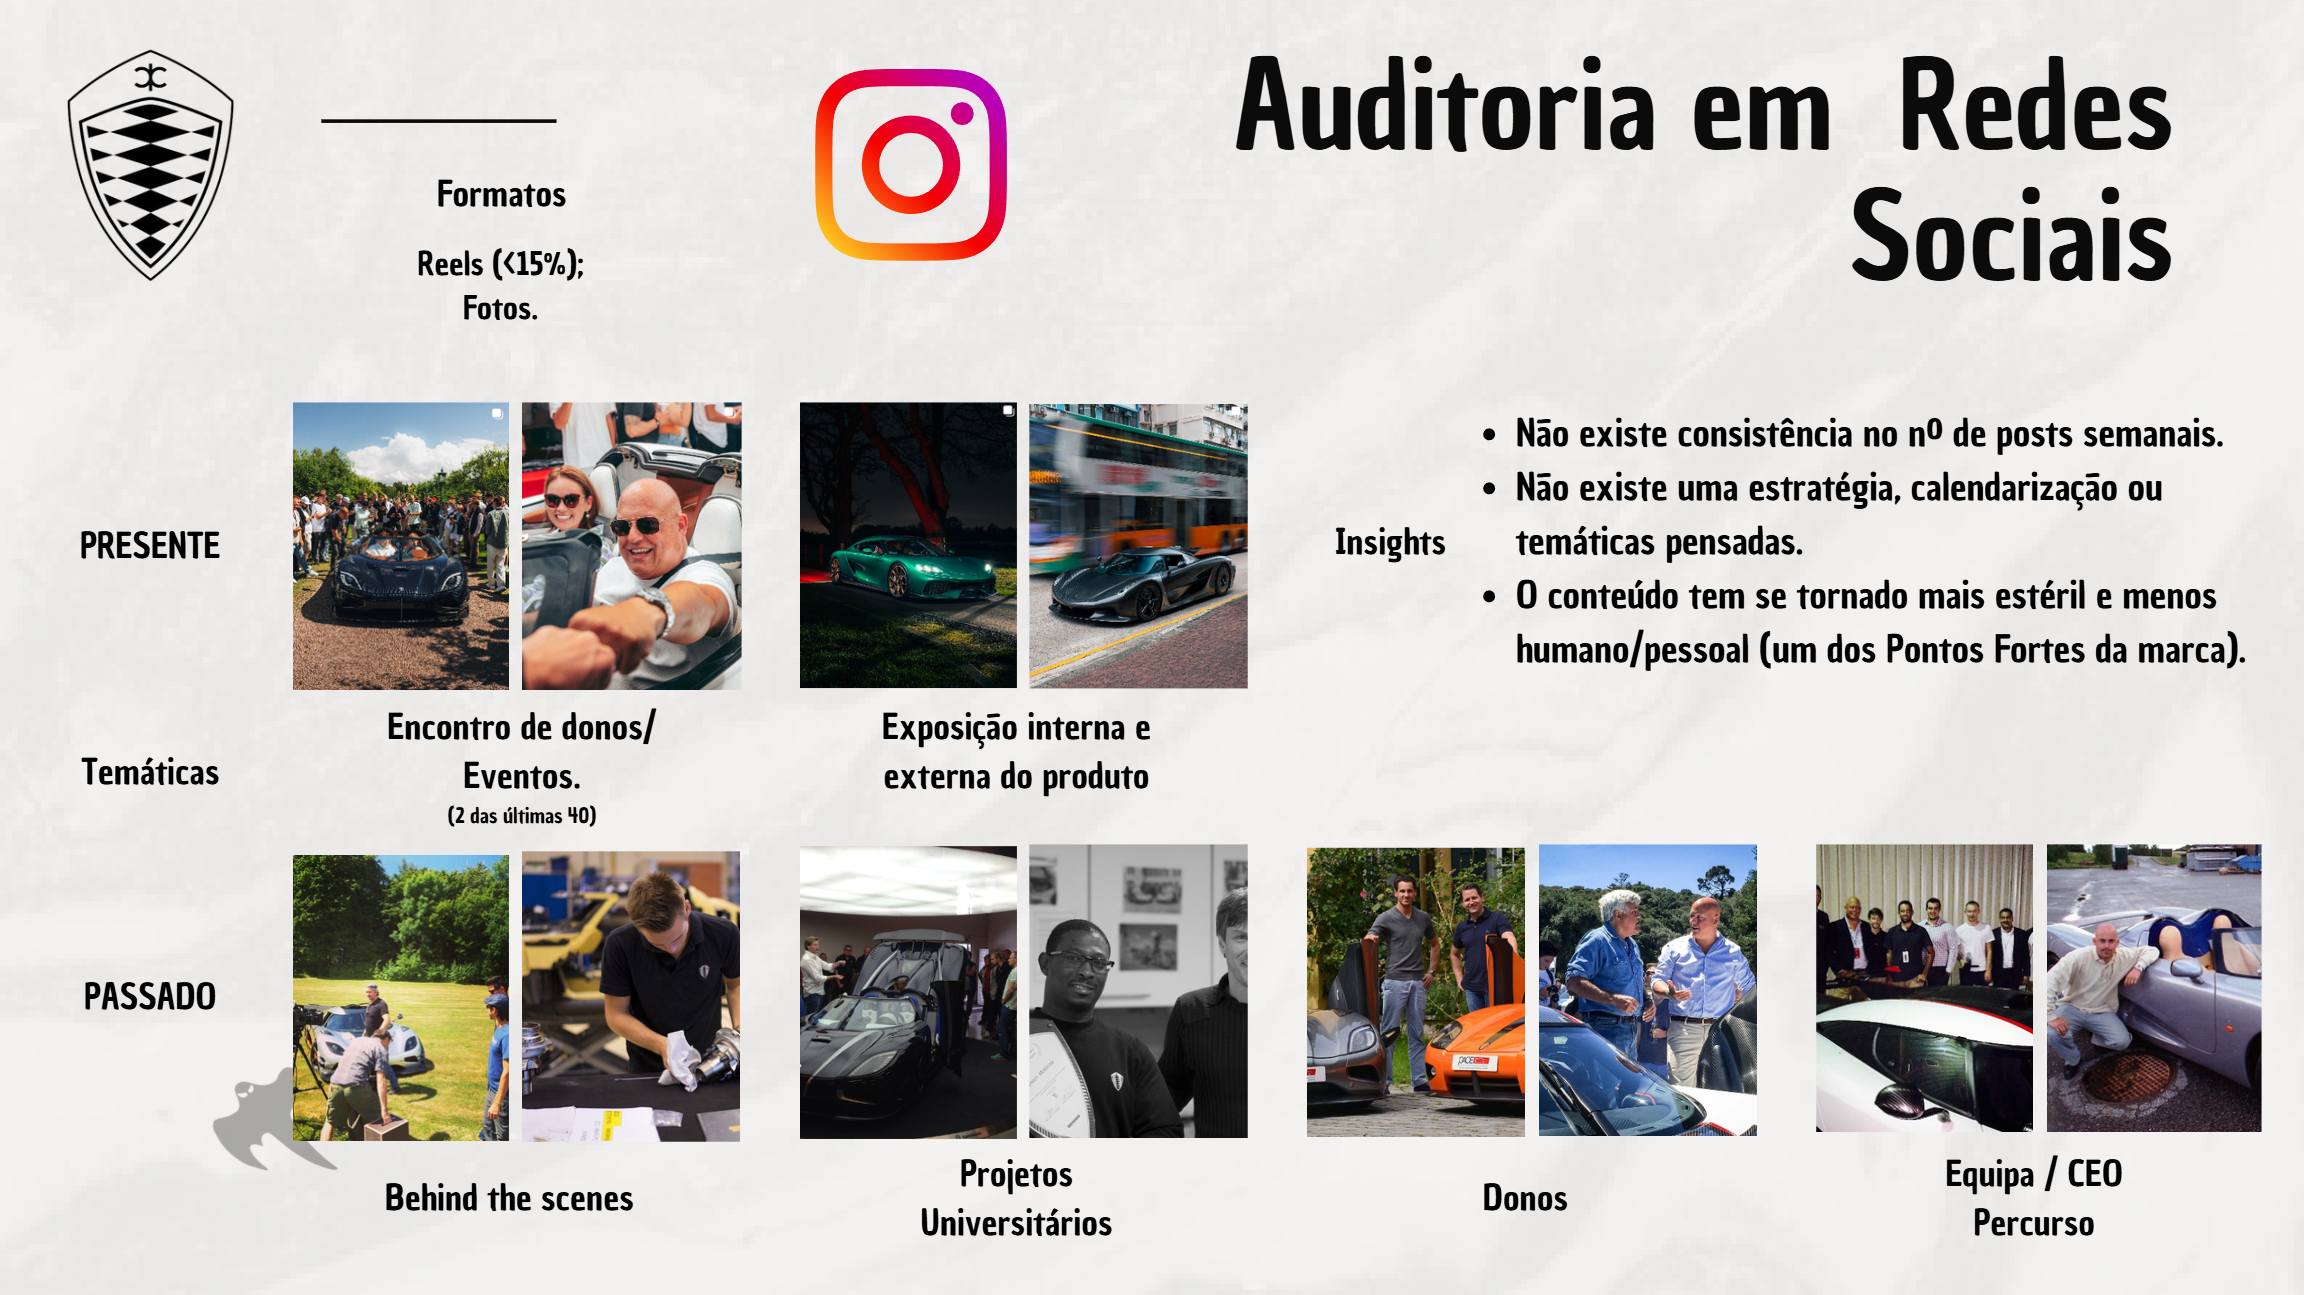 Auditoria em Redes
Sociais
Formatos
Reels (<15%);
Fotos.
PRESENTE
Temáticas
Encontro de donos/
Eventos.
(2 das últimas 40)
Exposição interna e
externa do produto
Insights
• Não existe consistência no nº de posts semanais.
• Não existe uma estratégia, calendarização ou
temáticas pensadas.
• O conteúdo tem se tornado mais estéril e menos
humano/pessoal (um dos Pontos Fortes da marca).
PASSADO
Behind the scenes
Projetos
Universitários
PACE
Donos
Equipa / CEO
Percurso